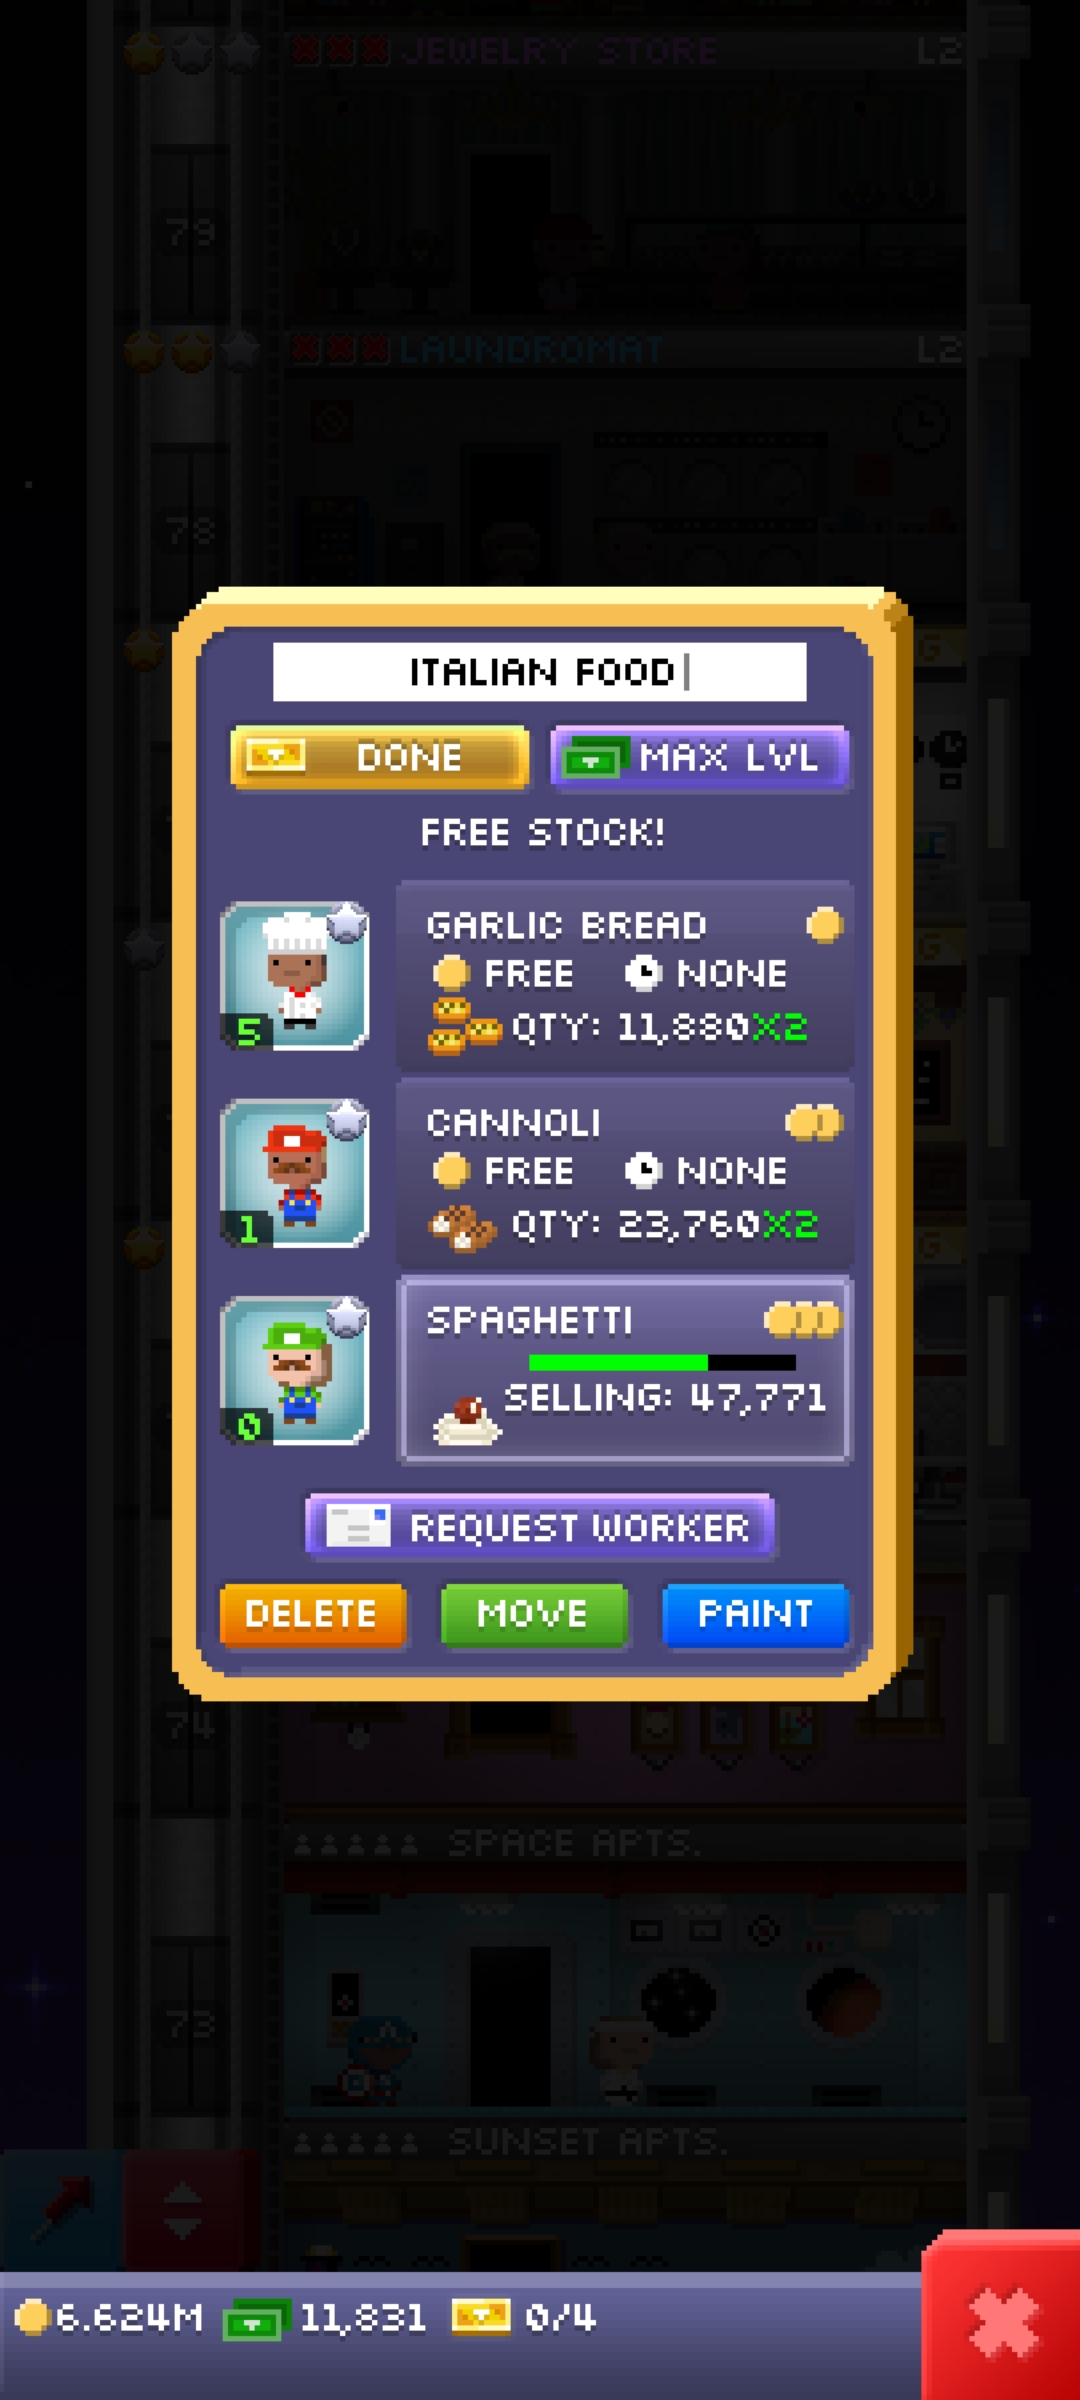 JEWELRY STORE L2
79
LAUNDROMAT L2
78
ITALIAN FOOD
DONE MAX LVL
FREE STOCK!
GARLIC BREAD
FREE NONE
5 QTY: 11,880X2
CANNOLI
FREE NONE
1 QTY: 23,760X2
SPAGHETTI
SELLING: 47,771
0
REQUEST WORKER
DELETE MOVE PAINT
74
SPACE APTS.
73
SUNSET APTS.
6.624M 11,831 0/4